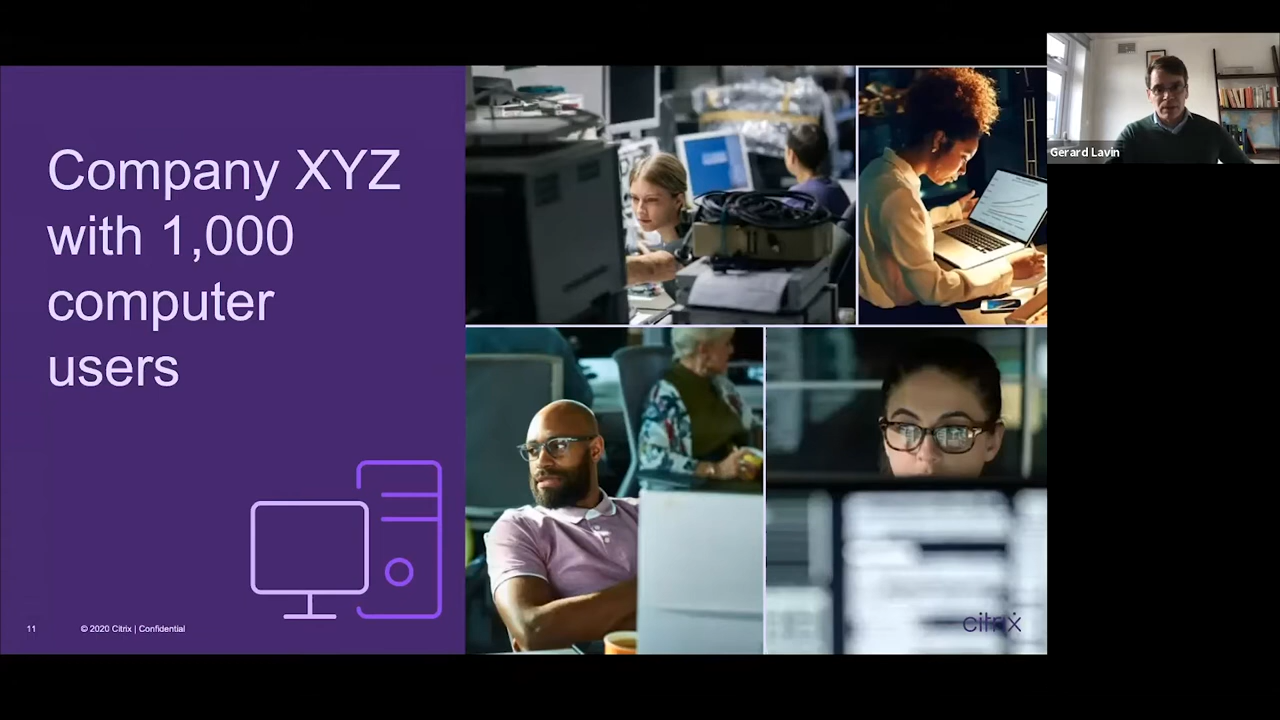 Company XYZ
with 1,000
computer
users
11
© 2020 Citrix | Confidential
citrix
Gerard Lavin